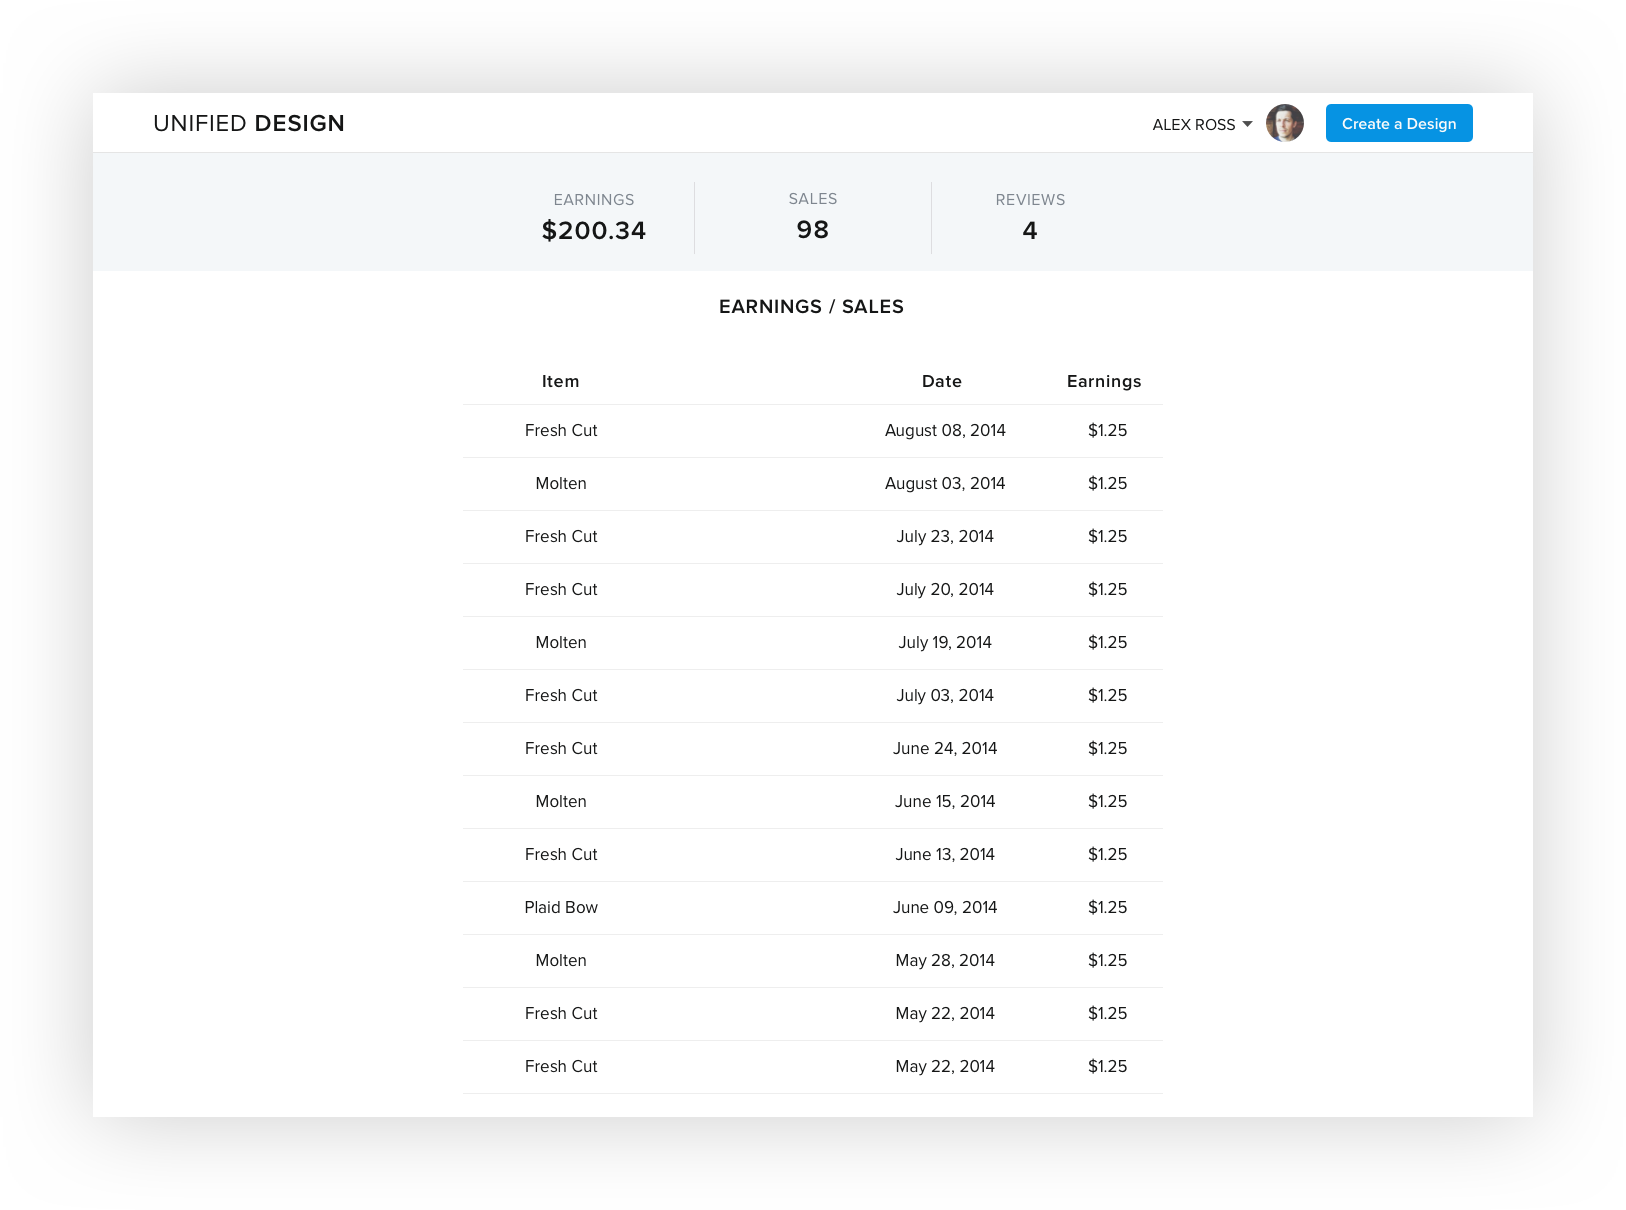 UNIFIED DESIGN
ALEX ROSS
Create a Design
EARNINGS SALES REVIEWS
$200.34 98 4
EARNINGS / SALES
Item Date Earnings
Fresh Cut August 08, 2014 $1.25
Molten August 03, 2014 $1.25
Fresh Cut July 23, 2014 $1.25
Fresh Cut July 20, 2014 $1.25
Molten July 19, 2014 $1.25
Fresh Cut July 03, 2014 $1.25
Fresh Cut June 24, 2014 $1.25
Molten June 15, 2014 $1.25
Fresh Cut June 13, 2014 $1.25
Plaid Bow June 09, 2014 $1.25
Molten May 28, 2014 $1.25
Fresh Cut May 22, 2014 $1.25
Fresh Cut May 22, 2014 $1.25